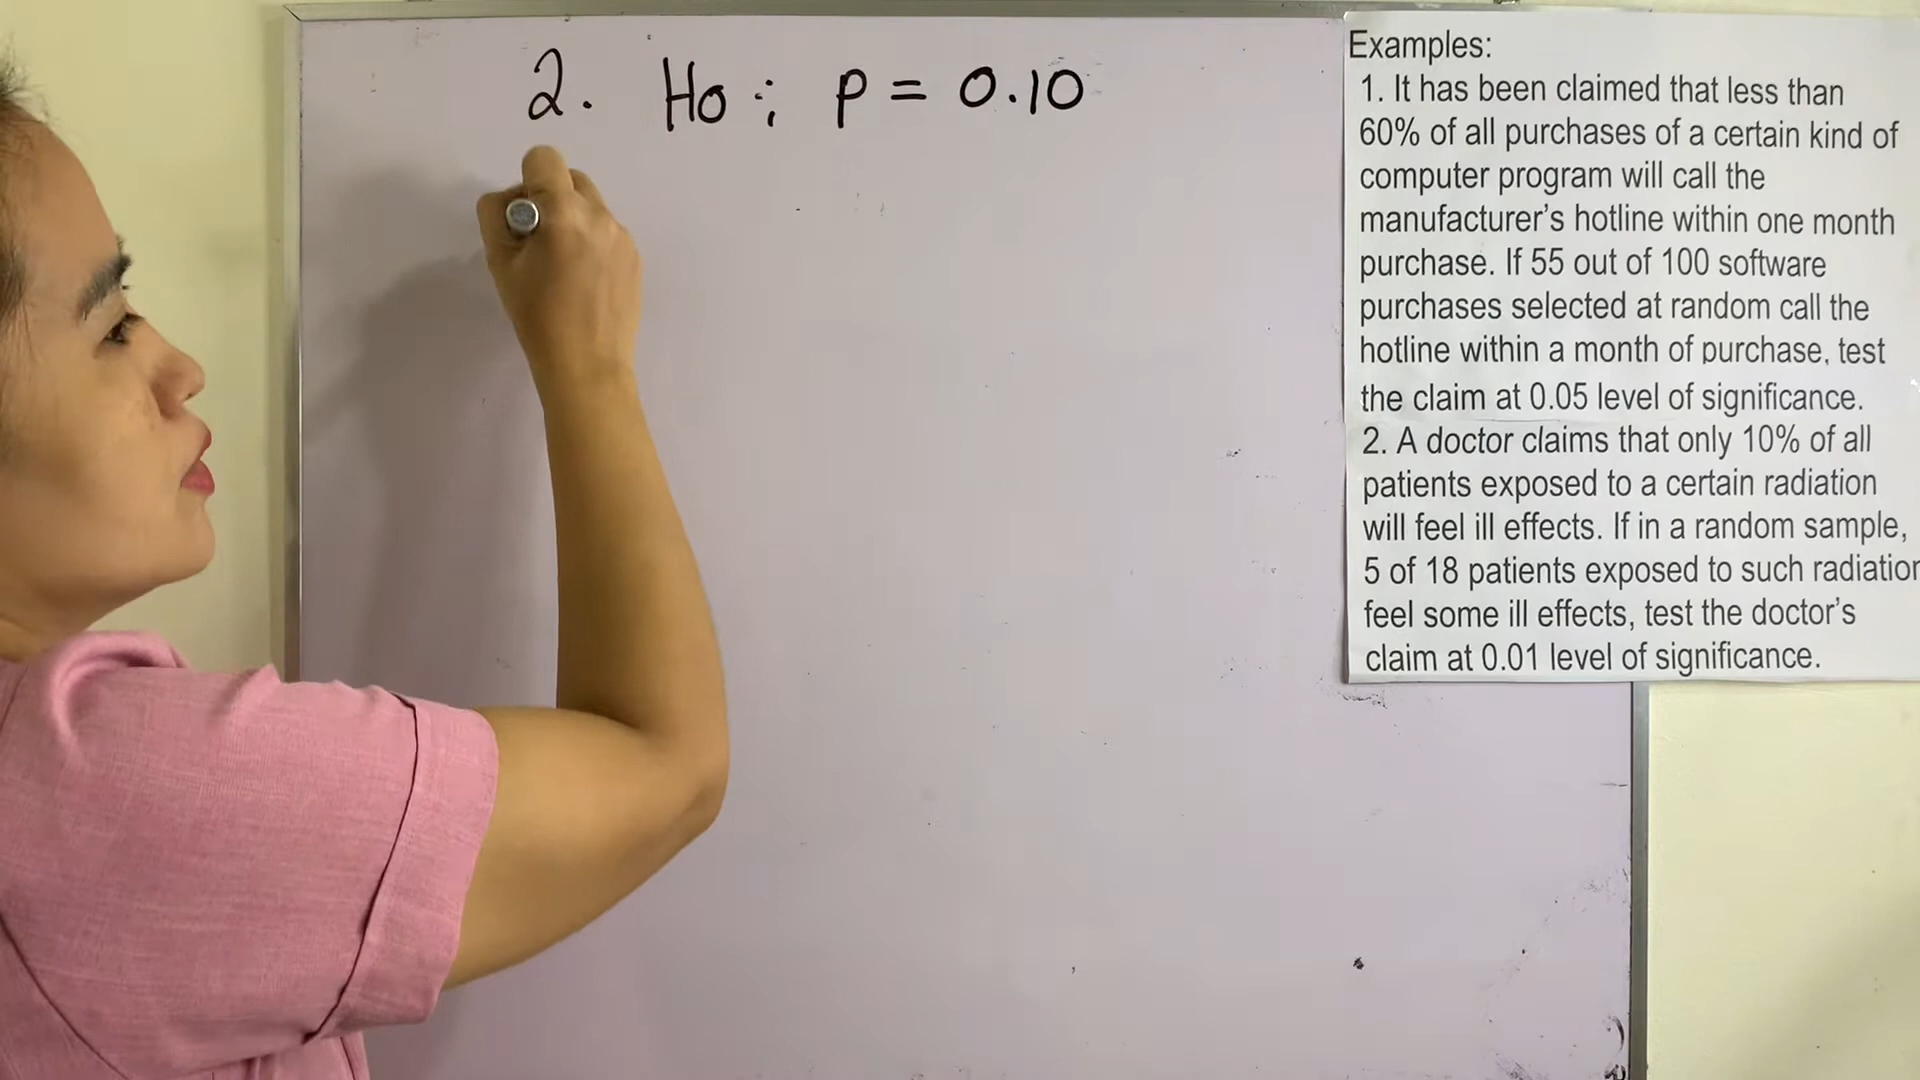 2. Ho : p = 0.10
Examples:
1. It has been claimed that less than
60% of all purchases of a certain kind of
computer program will call the
manufacturer's hotline within one month
purchase. If 55 out of 100 software
purchases selected at random call the
hotline within a month of purchase, test
the claim at 0.05 level of significance.
2. A doctor claims that only 10% of all
patients exposed to a certain radiation
will feel ill effects. If in a random sample,
5 of 18 patients exposed to such radiation
feel some ill effects, test the doctor's
claim at 0.01 level of significance.